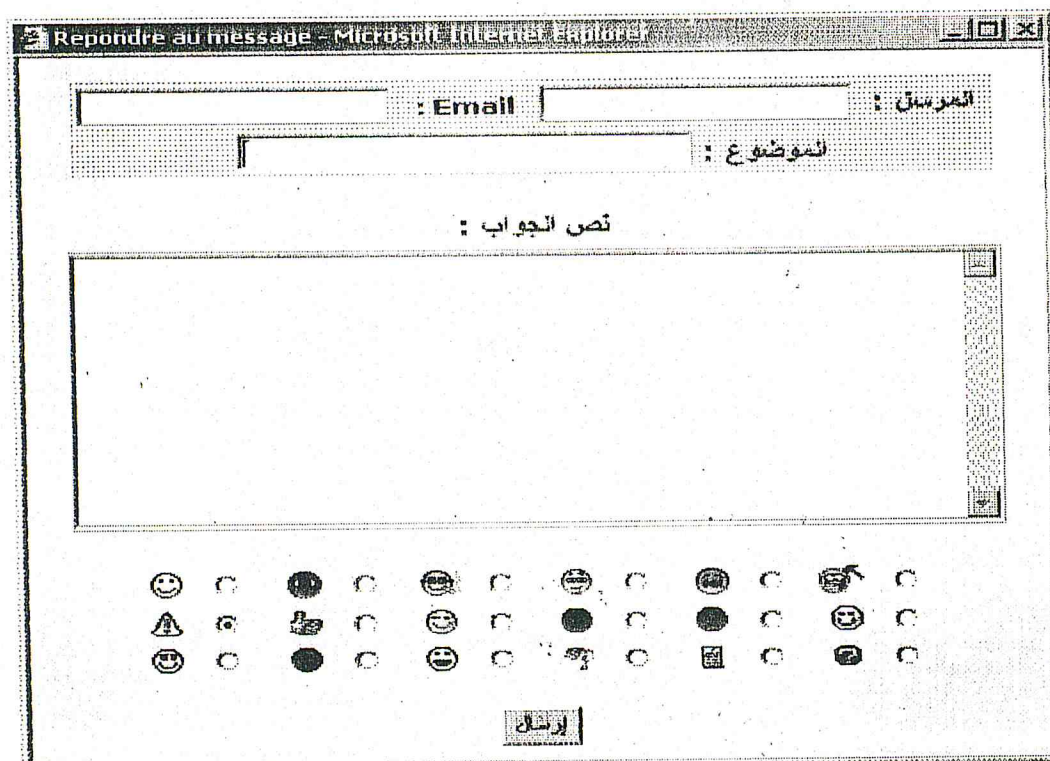 Repondre au message - Microsoft Internet Explorer
المرسل : Email :
الموضوع :
نص الجواب :
إرسال